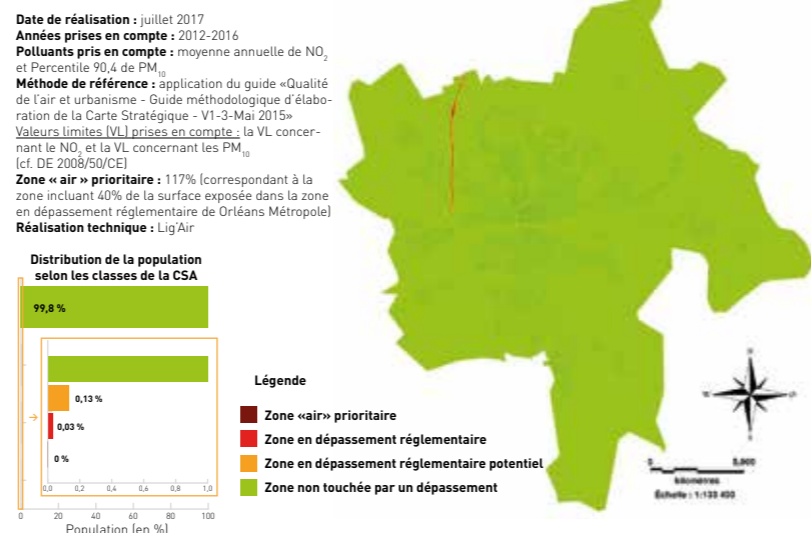 Date de réalisation : juillet 2017
Années prises en compte : 2012-2016
Polluants pris en compte : moyenne annuelle de NO2
et Percentile 90,4 de PM10
Méthode de référence : application du guide «Qualité
de l'air et urbanisme - Guide méthodologique d'élabo-
ration de la Carte Stratégique - V1-3-Mai 2015»
Valeurs limites (VL) prises en compte : la VL concer-
nant le NO2 et la VL concernant les PM10
(cf. DE 2008/50/CE)
Zone « air » prioritaire : 117% (correspondant à la
zone incluant 40% de la surface exposée dans la zone
en dépassement réglementaire de Orléans Métropole)
Réalisation technique : Lig'Air
Distribution de la population
selon les classes de la CSA
99,8 %
0,13 %
0,03 %
0 %
0,0 0,2 0,4 0,6 0,8 1,0
0 20 40 60 80 100
Population (en %)
Légende
Zone «air» prioritaire
Zone en dépassement réglementaire
Zone en dépassement réglementaire potentiel
Zone non touchée par un dépassement
0
kilomètres